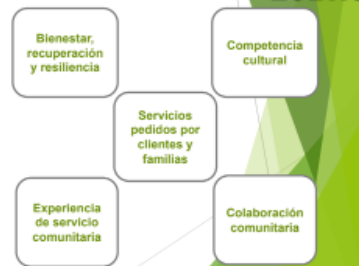 Bienestar,
recuperación
y resiliencia
Competencia
cultural
Servicios
pedidos por
clientes y
familias
Experiencia
de servicio
comunitaria
Colaboración
comunitaria